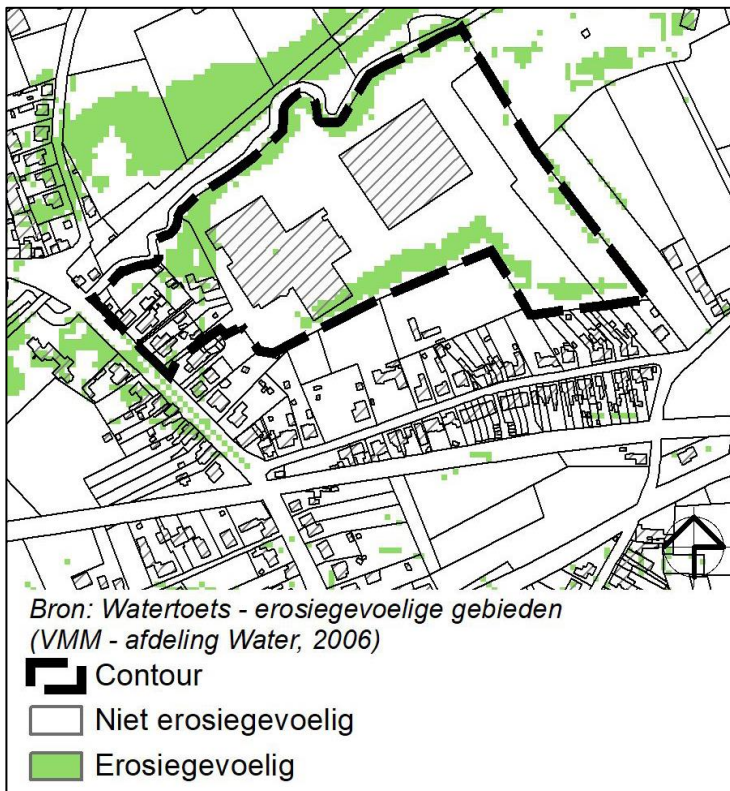 Bron: Watertoets - erosiegevoelige gebieden
(VMM - afdeling Water, 2006)
Contour
Niet erosiegevoelig
Erosiegevoelig